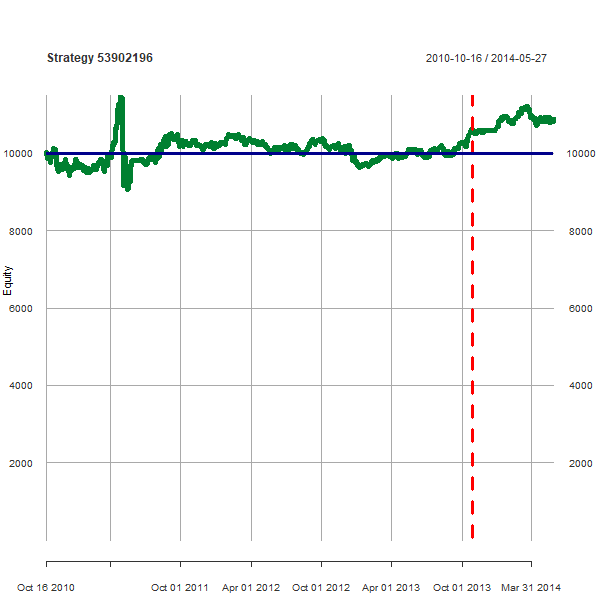 Strategy 53902196
2010-10-16 / 2014-05-27
10000
10000
8000
8000
6000
6000
4000
4000
2000
2000
Equity
Oct 16 2010
Oct 01 2011
Apr 01 2012
Oct 01 2012
Apr 01 2013
Oct 01 2013
Mar 31 2014